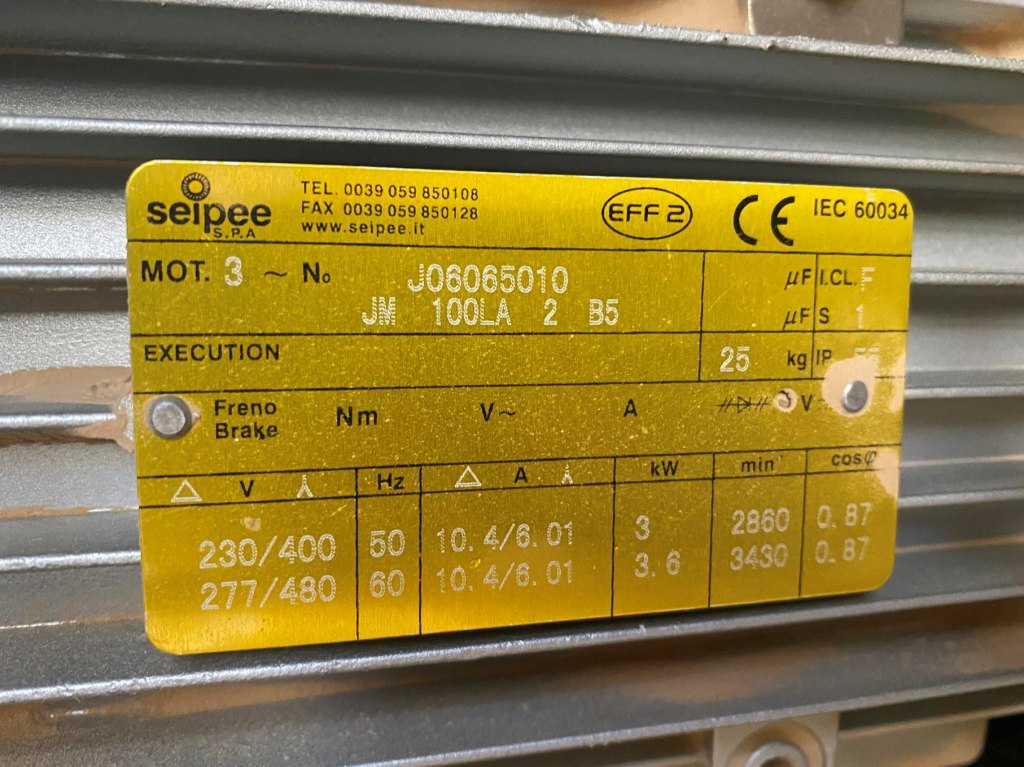 seipee
S.P.A
TEL. 0039 059 850108
FAX 0039 059 850128
www.seipee.it
EFF 2
CE IEC 60034
MOT. 3 ~ No J06065010
JM 100LA 2 B5
μF I.CL.
μF S
EXECUTION
25 kg IP
Freno
Brake
Nm V~ A V
△ V Hz △ A kW min⁻¹ cosφ
230/400 50 10.4/6.01 3 2860 0.87
277/480 60 10.4/6.01 3.6 3430 0.87